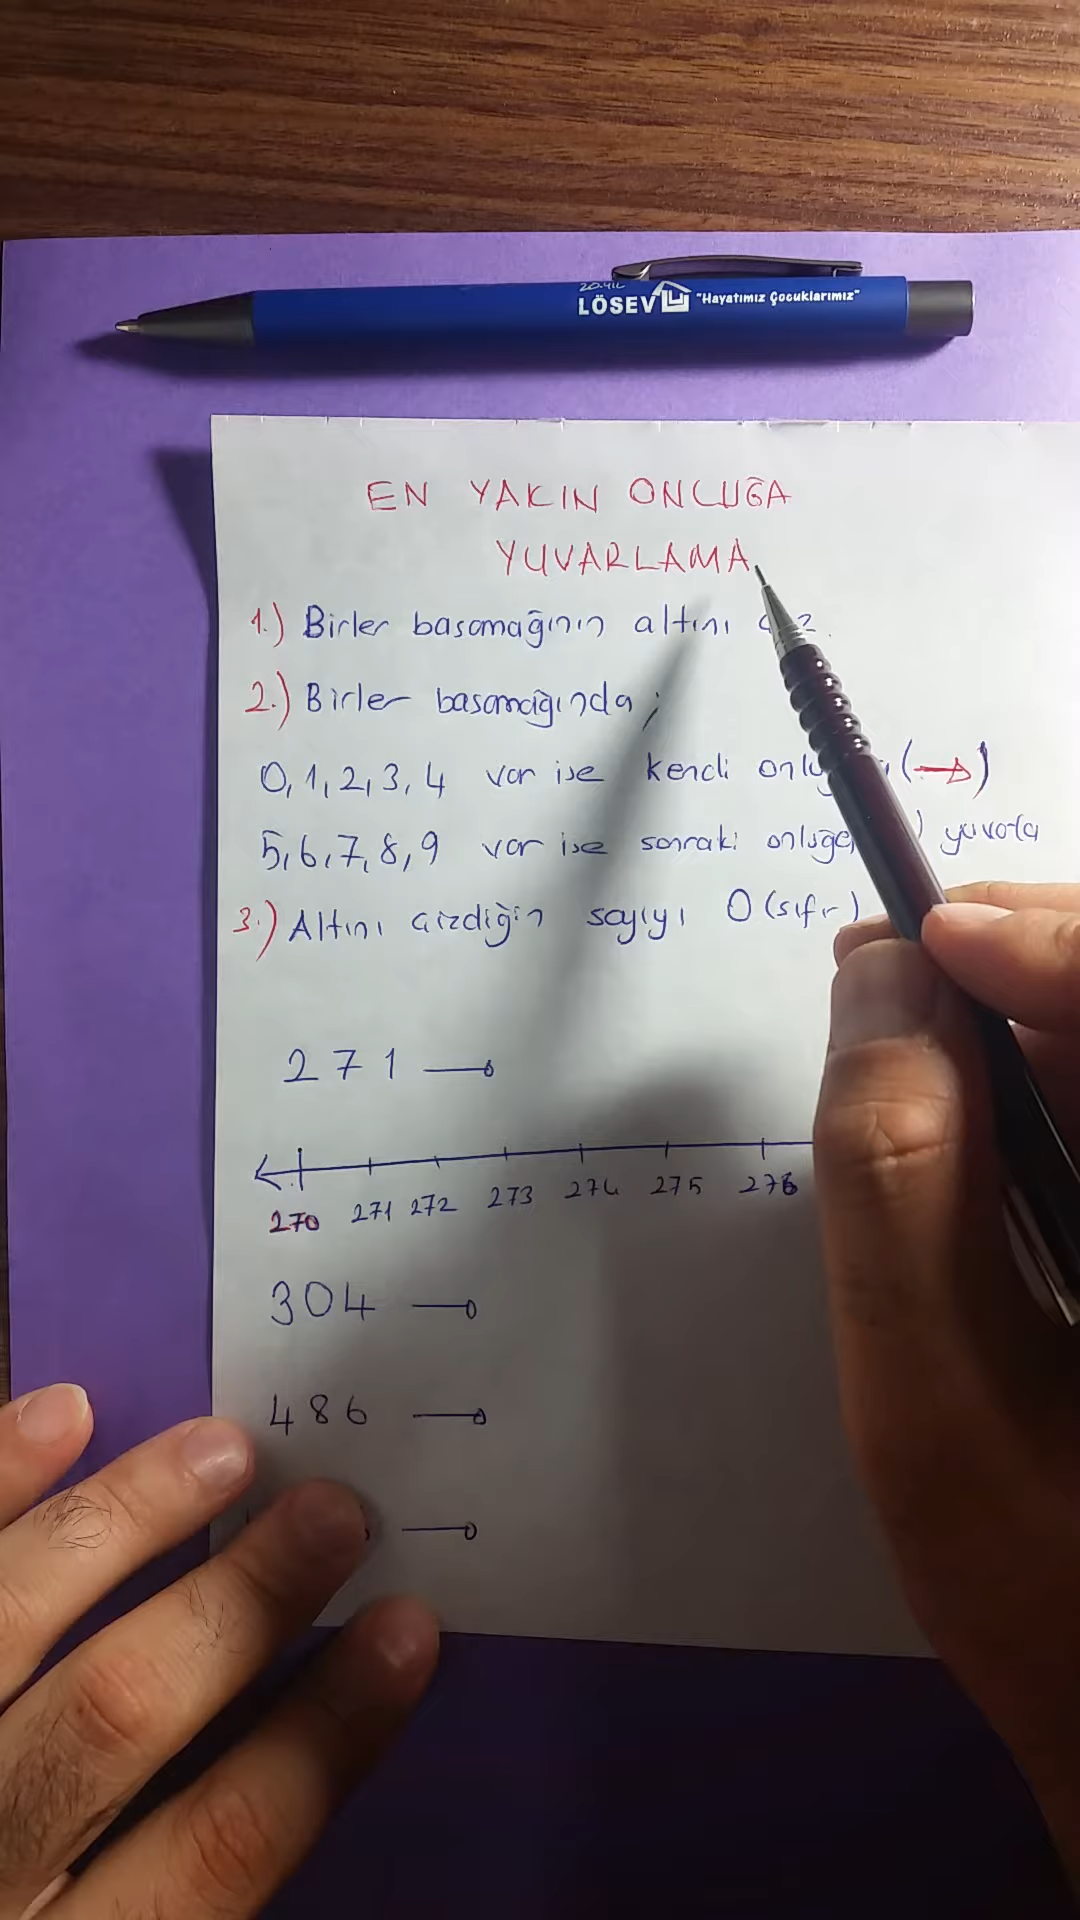 20.YIL
LÖSEV "Hayatımız Çocuklarımız"
EN YAKIN ONLUĞA
YUVARLAMA
1.) Birler basamağının altını
2.) Birler basamağında;
0,1,2,3,4 var ise kendi (→)
5,6,7,8,9 var ise sonraki onluğa ) yuvarla
3.) Altını çizdiğin sayıyı 0 (sıfır)
271
270 271 272 273 274 275 276
304
486